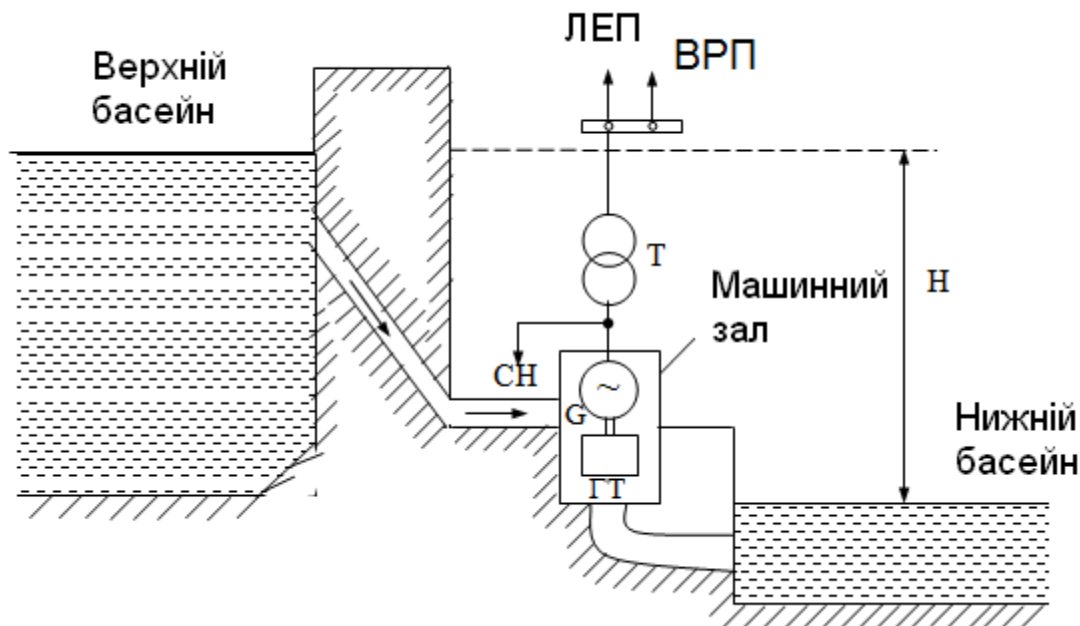 ЛЕП
ВРП
Верхній
басейн
Т
Машинний
зал
Н
СН
~
G
ГТ
Нижній
басейн